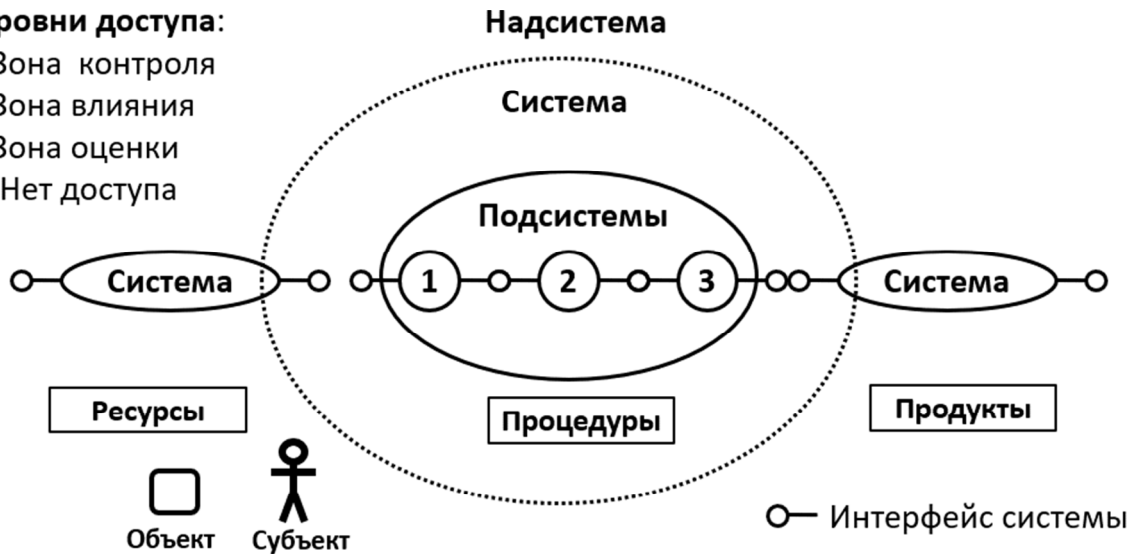 ровни доступа:
Зона контроля
Зона влияния
Зона оценки
Нет доступа
Надсистема
Система
Подсистемы
Система
1
2
3
Система
Ресурсы
Процедуры
Продукты
Объект
Субъект
Интерфейс системы